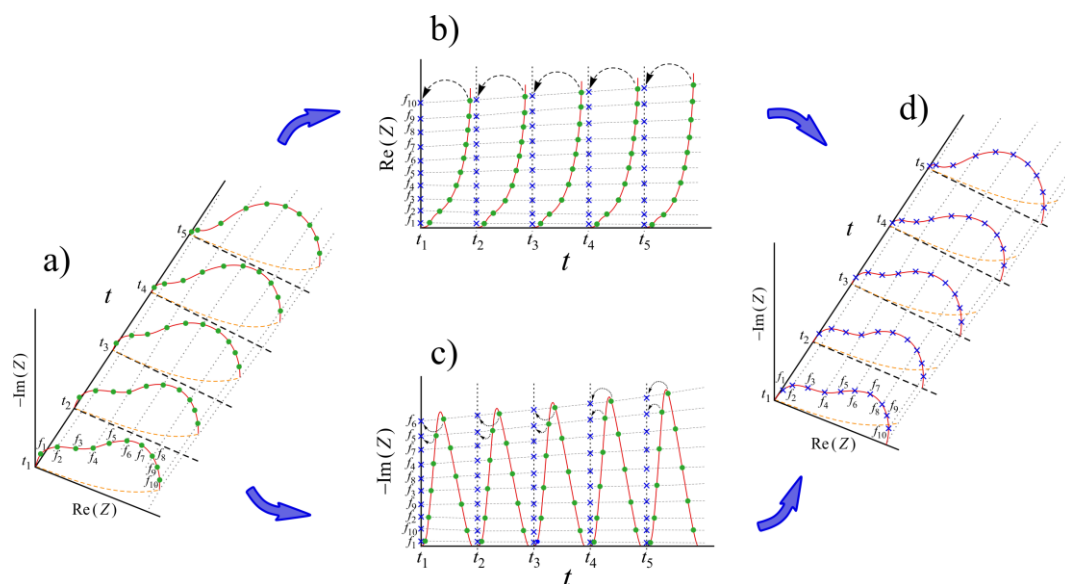 a)
−Im(Z)
Re(Z)
t
t₁
t₂
t₃
t₄
t₅
f₁
f₂
f₃
f₄
f₅
f₆
f₇
f₈
f₉
f₁₀
b)
Re(Z)
f₁₀
f₉
f₈
f₇
f₆
f₅
f₄
f₃
f₂
f₁
t₁ t₂ t₃ t₄ t₅
t
c)
−Im(Z)
f₆
f₅
f₇
f₄
f₈
f₃
f₉
f₂
f₁₀
f₁
t₁ t₂ t₃ t₄ t₅
t
d)
−Im(Z)
Re(Z)
t
t₁
t₂
t₃
t₄
t₅
f₁
f₂
f₃
f₄
f₅
f₆
f₇
f₈
f₉
f₁₀